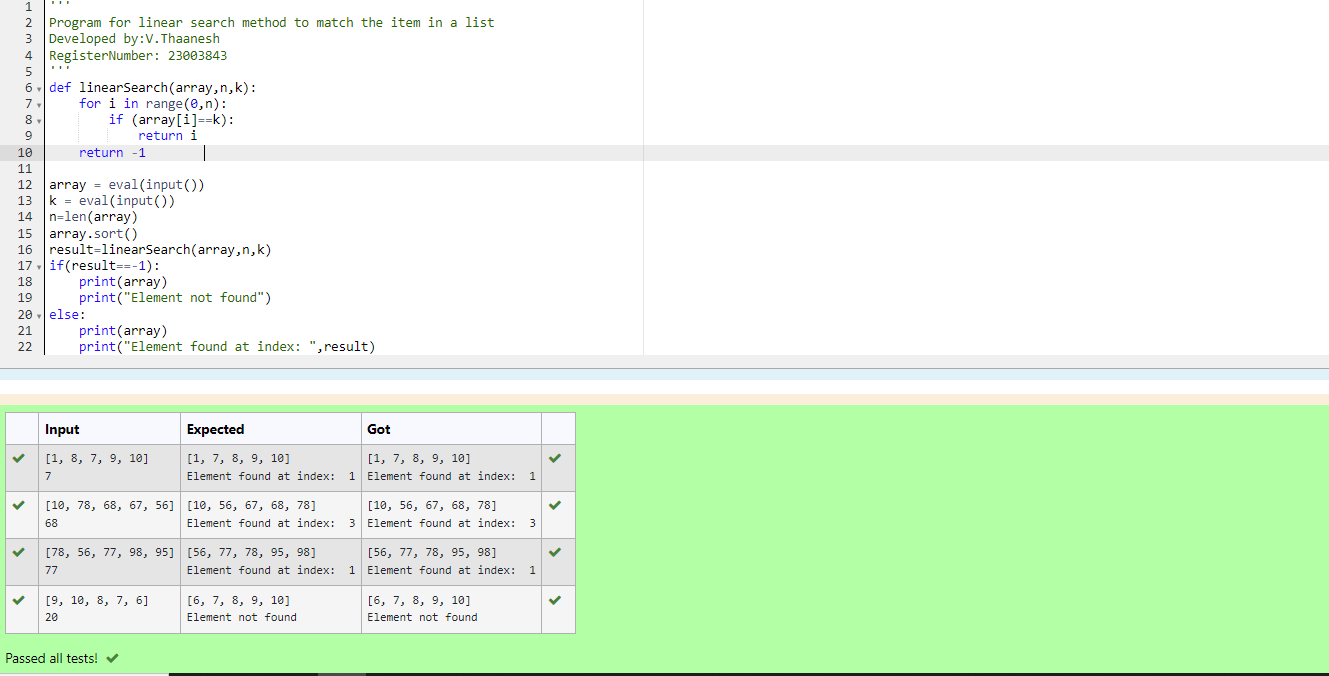 1 '''
2 Program for linear search method to match the item in a list
3 Developed by:V.Thaanesh
4 RegisterNumber: 23003843
5 '''
6 def linearSearch(array,n,k):
7     for i in range(0,n):
8         if (array[i]==k):
9             return i
10     return -1
11
12 array = eval(input())
13 k = eval(input())
14 n=len(array)
15 array.sort()
16 result=linearSearch(array,n,k)
17 if(result==-1):
18     print(array)
19     print("Element not found")
20 else:
21     print(array)
22     print("Element found at index: ",result)
Input Expected Got
[1, 8, 7, 9, 10] [1, 7, 8, 9, 10] [1, 7, 8, 9, 10]
7 Element found at index:  1 Element found at index:  1
[10, 78, 68, 67, 56] [10, 56, 67, 68, 78] [10, 56, 67, 68, 78]
68 Element found at index:  3 Element found at index:  3
[78, 56, 77, 98, 95] [56, 77, 78, 95, 98] [56, 77, 78, 95, 98]
77 Element found at index:  1 Element found at index:  1
[9, 10, 8, 7, 6] [6, 7, 8, 9, 10] [6, 7, 8, 9, 10]
20 Element not found Element not found
Passed all tests!